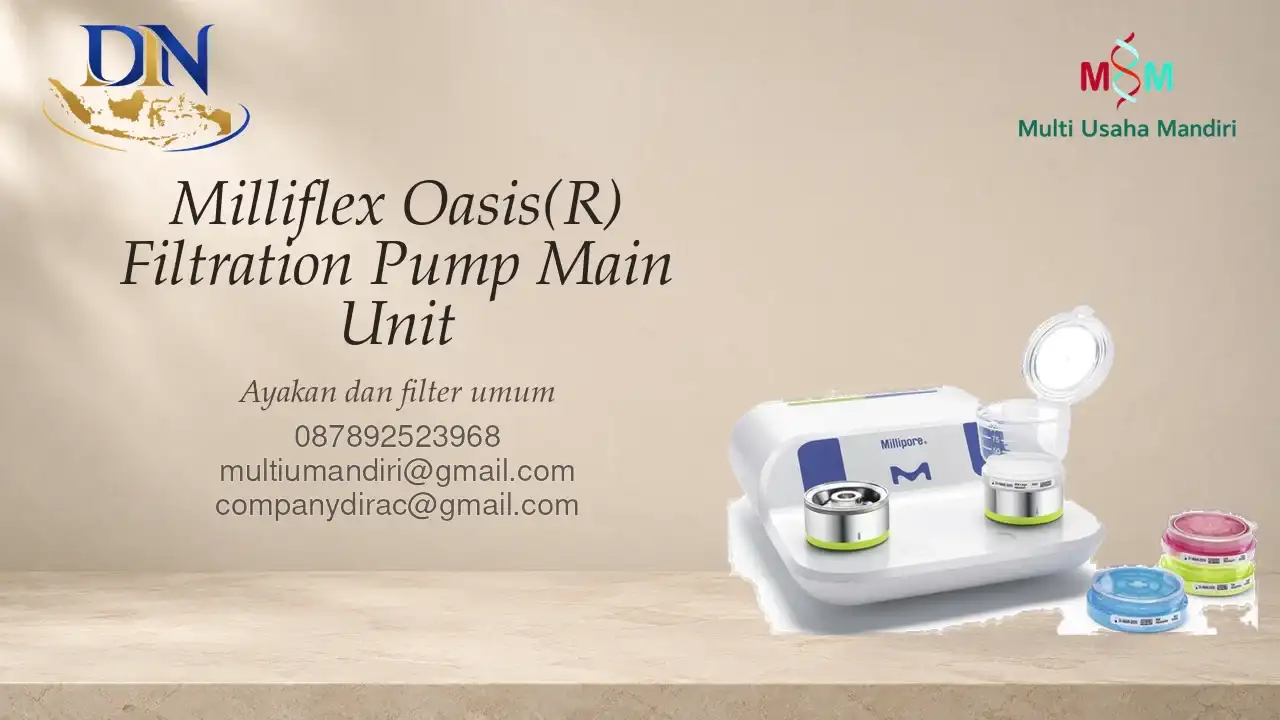 DN
M M
Multi Usaha Mandiri
Milliflex Oasis(R)
Filtration Pump Main
Unit
Ayakan dan filter umum
087892523968
multiumandiri@gmail.com
companydirac@gmail.com
Millipore®
M